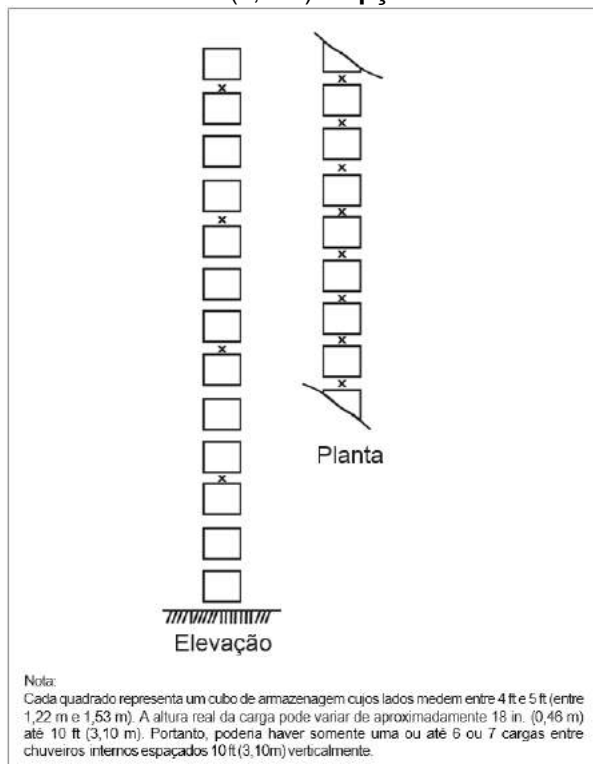 Planta
Elevação
Nota:
Cada quadrado representa um cubo de armazenagem cujos lados medem entre 4 ft e 5 ft (entre
1,22 m e 1,53 m). A altura real da carga pode variar de aproximadamente 18 in. (0,46 m)
até 10 ft (3,10 m). Portanto, poderia haver somente uma ou até 6 ou 7 cargas entre
chuveiros internos espaçados 10 ft (3,10m) verticalmente.